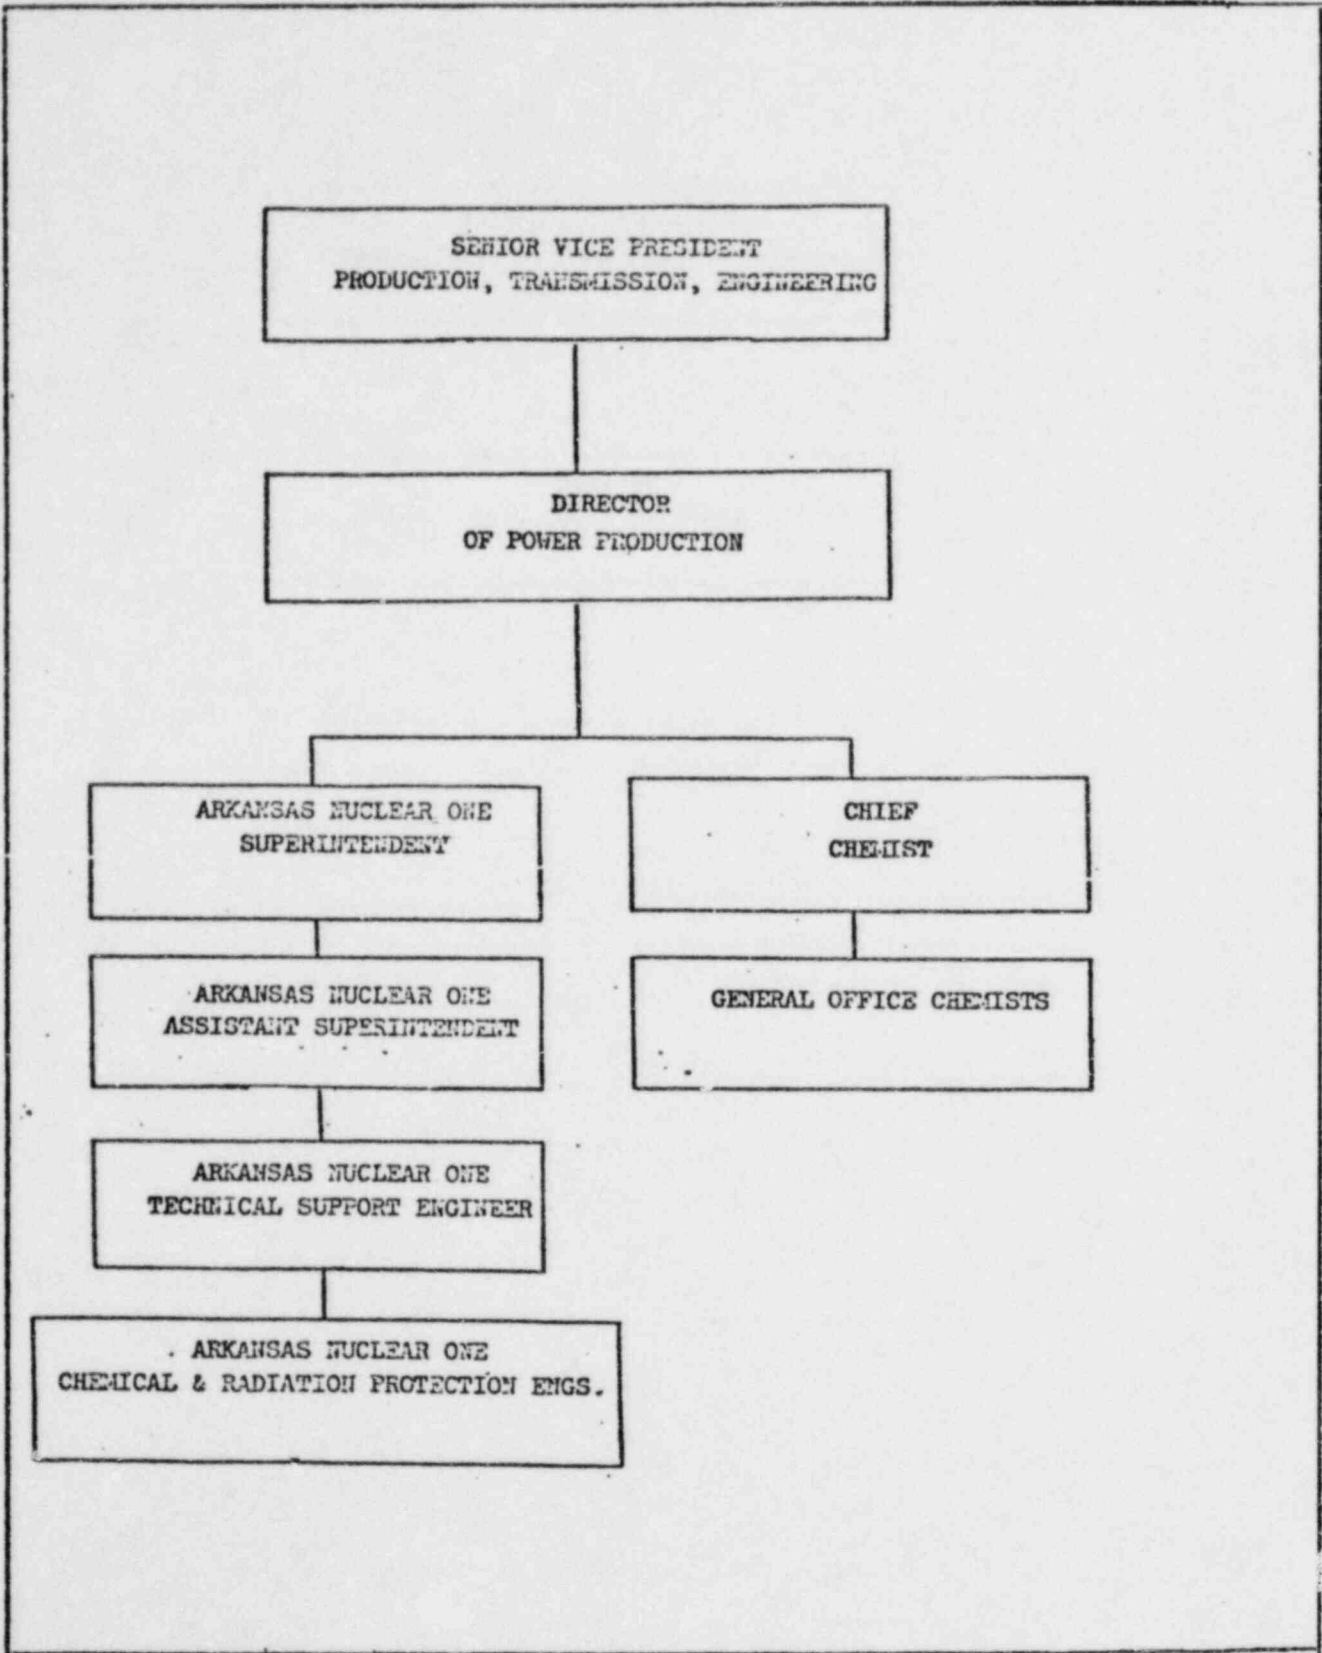 SENIOR VICE PRESIDENT
PRODUCTION, TRANSMISSION, ENGINEERING
DIRECTOR
OF POWER PRODUCTION
ARKANSAS NUCLEAR ONE
SUPERINTENDENT
CHIEF
CHEMIST
ARKANSAS NUCLEAR ONE
ASSISTANT SUPERINTENDENT
GENERAL OFFICE CHEMISTS
ARKANSAS NUCLEAR ONE
TECHNICAL SUPPORT ENGINEER
ARKANSAS NUCLEAR ONE
CHEMICAL & RADIATION PROTECTION ENGS.